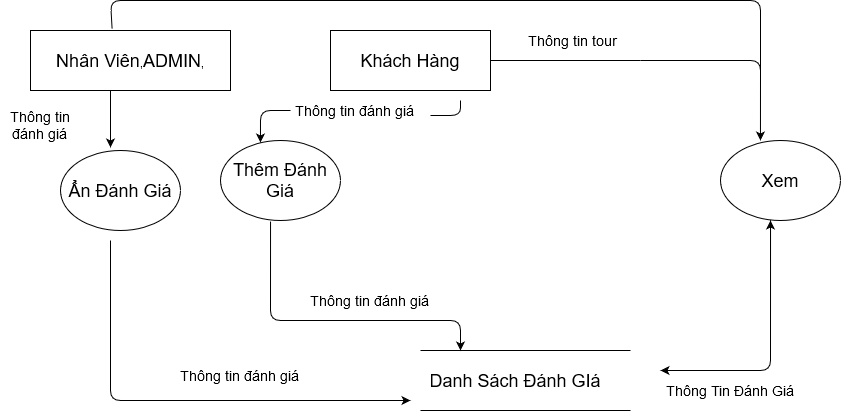 Thông tin tour
Nhân Viên,ADMIN,
Khách Hàng
Thông tin
đánh giá
Thông tin đánh giá
Ẩn Đánh Giá
Thêm Đánh
Giá
Xem
Thông tin đánh giá
Thông tin đánh giá
Danh Sách Đánh GIá
Thông Tin Đánh Giá